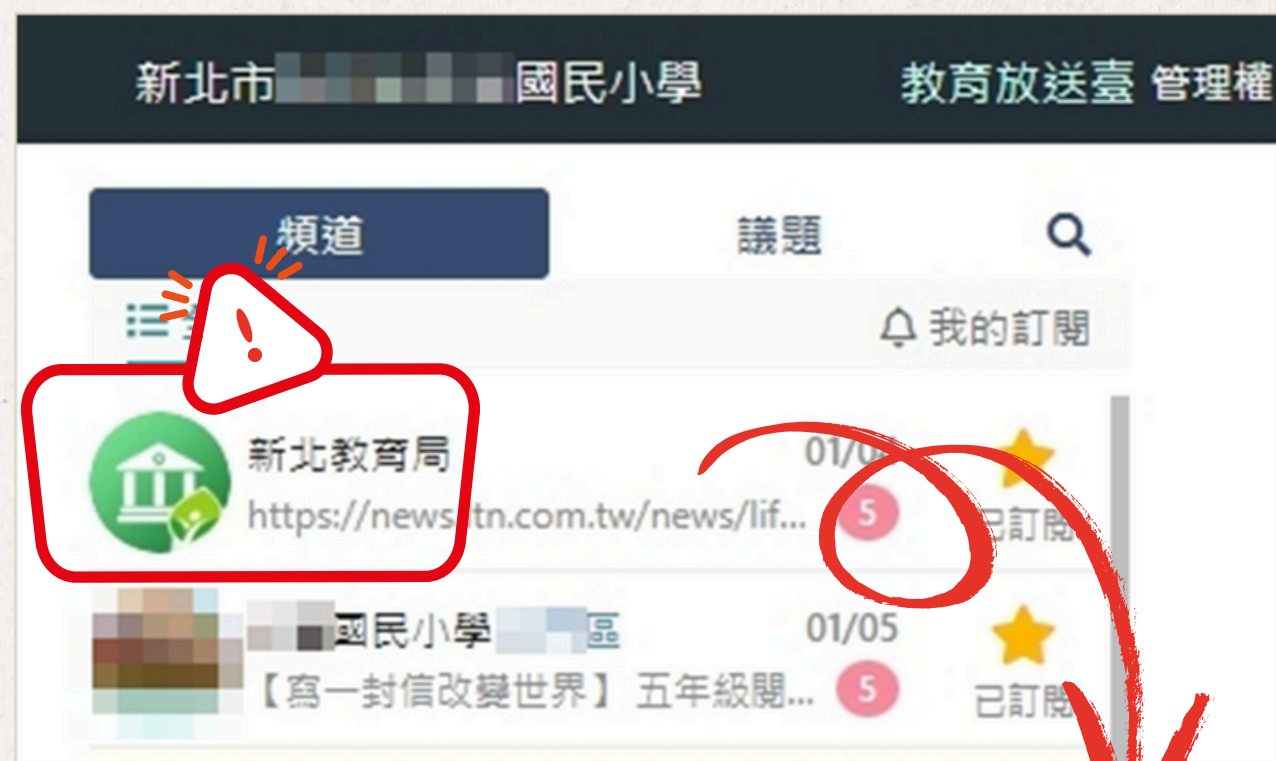 新北市 國民小學
教育放送臺 管理權
頻道
議題
我的訂閱
新北教育局
01/0
https://news.ltn.com.tw/news/lif...
5
已訂閱
國民小學 區
01/05
【寫一封信改變世界】 五年級閱...
5
已訂閱